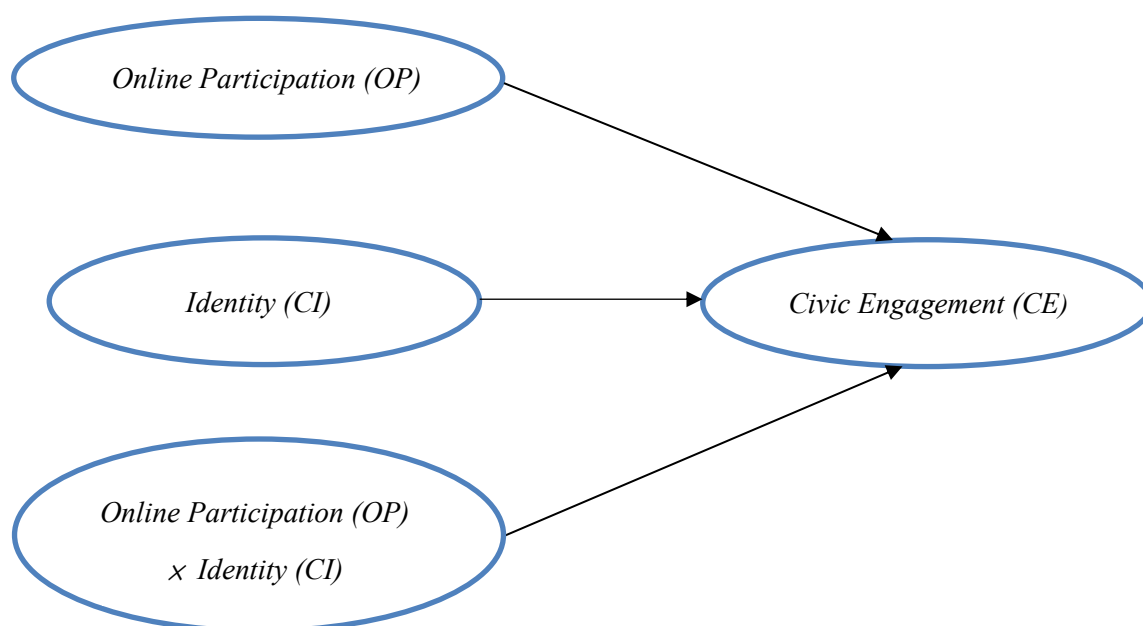 Online Participation (OP)
Identity (CI)
Civic Engagement (CE)
Online Participation (OP)
× Identity (CI)